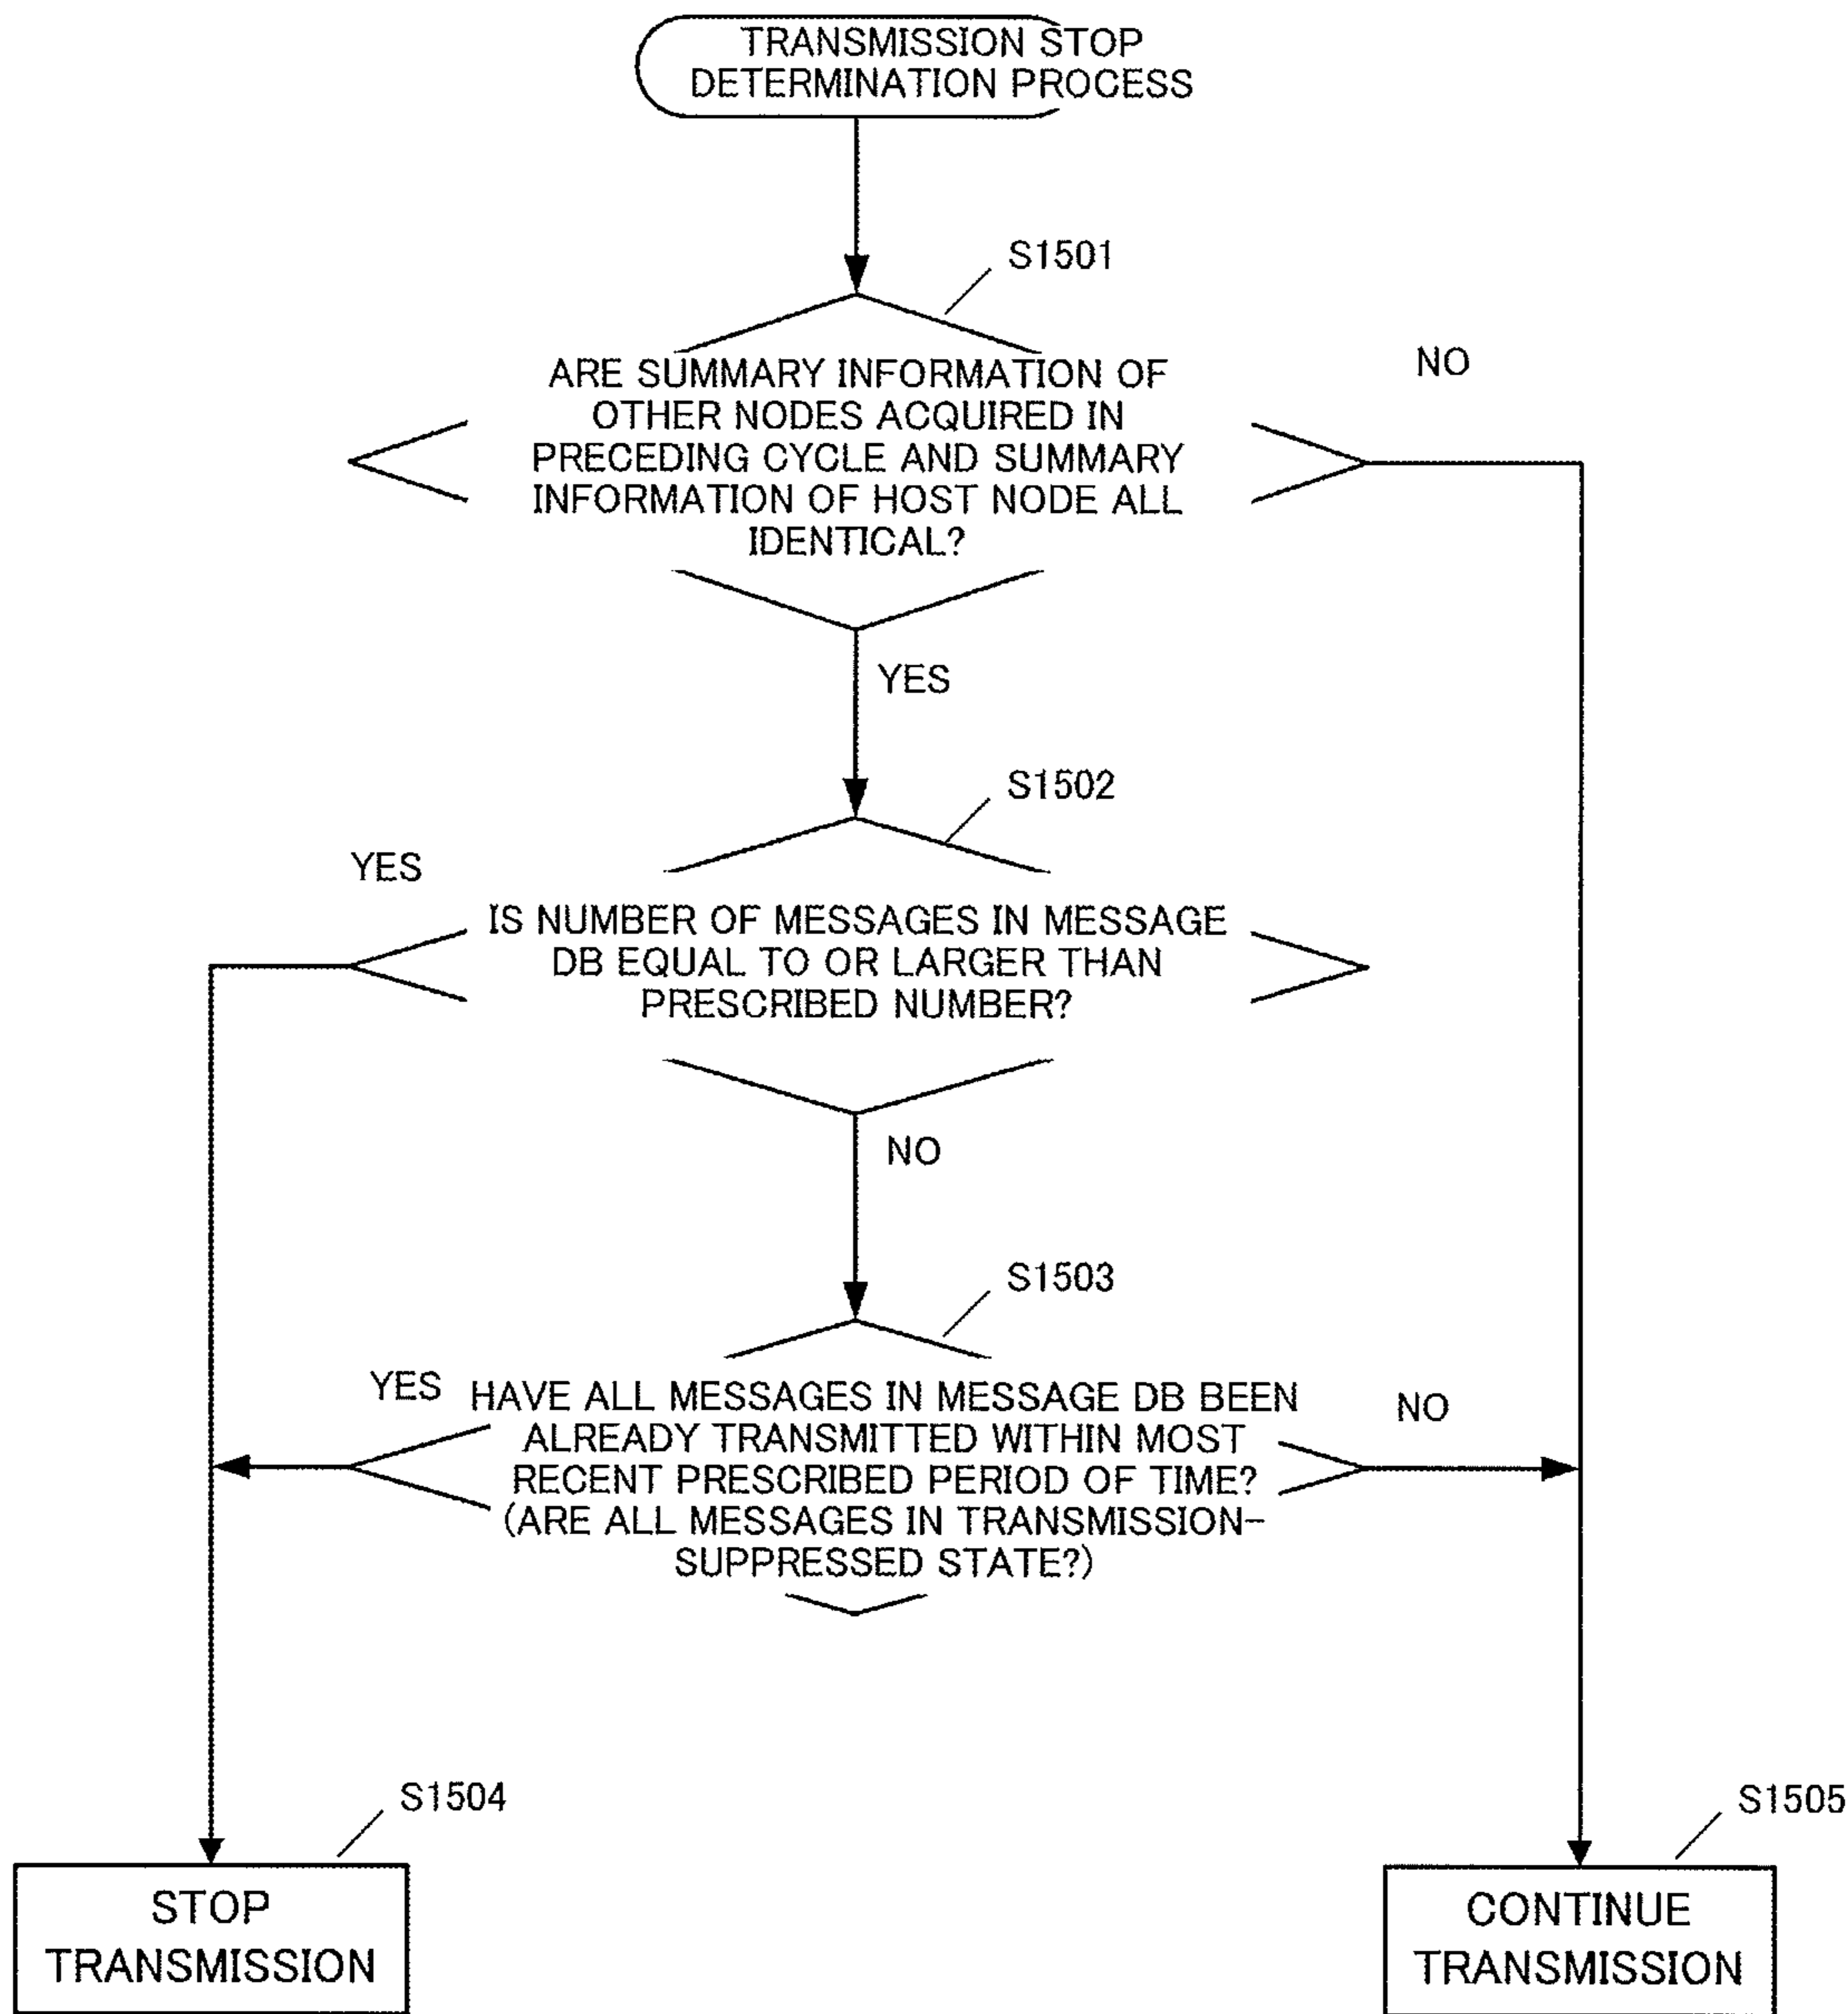 TRANSMISSION STOP
DETERMINATION PROCESS
S1501
ARE SUMMARY INFORMATION OF
OTHER NODES ACQUIRED IN
PRECEDING CYCLE AND SUMMARY
INFORMATION OF HOST NODE ALL
IDENTICAL?
NO
YES
S1502
YES
IS NUMBER OF MESSAGES IN MESSAGE
DB EQUAL TO OR LARGER THAN
PRESCRIBED NUMBER?
NO
S1503
YES
HAVE ALL MESSAGES IN MESSAGE DB BEEN
ALREADY TRANSMITTED WITHIN MOST
RECENT PRESCRIBED PERIOD OF TIME?
(ARE ALL MESSAGES IN TRANSMISSION-
SUPPRESSED STATE?)
NO
S1504
STOP
TRANSMISSION
S1505
CONTINUE
TRANSMISSION